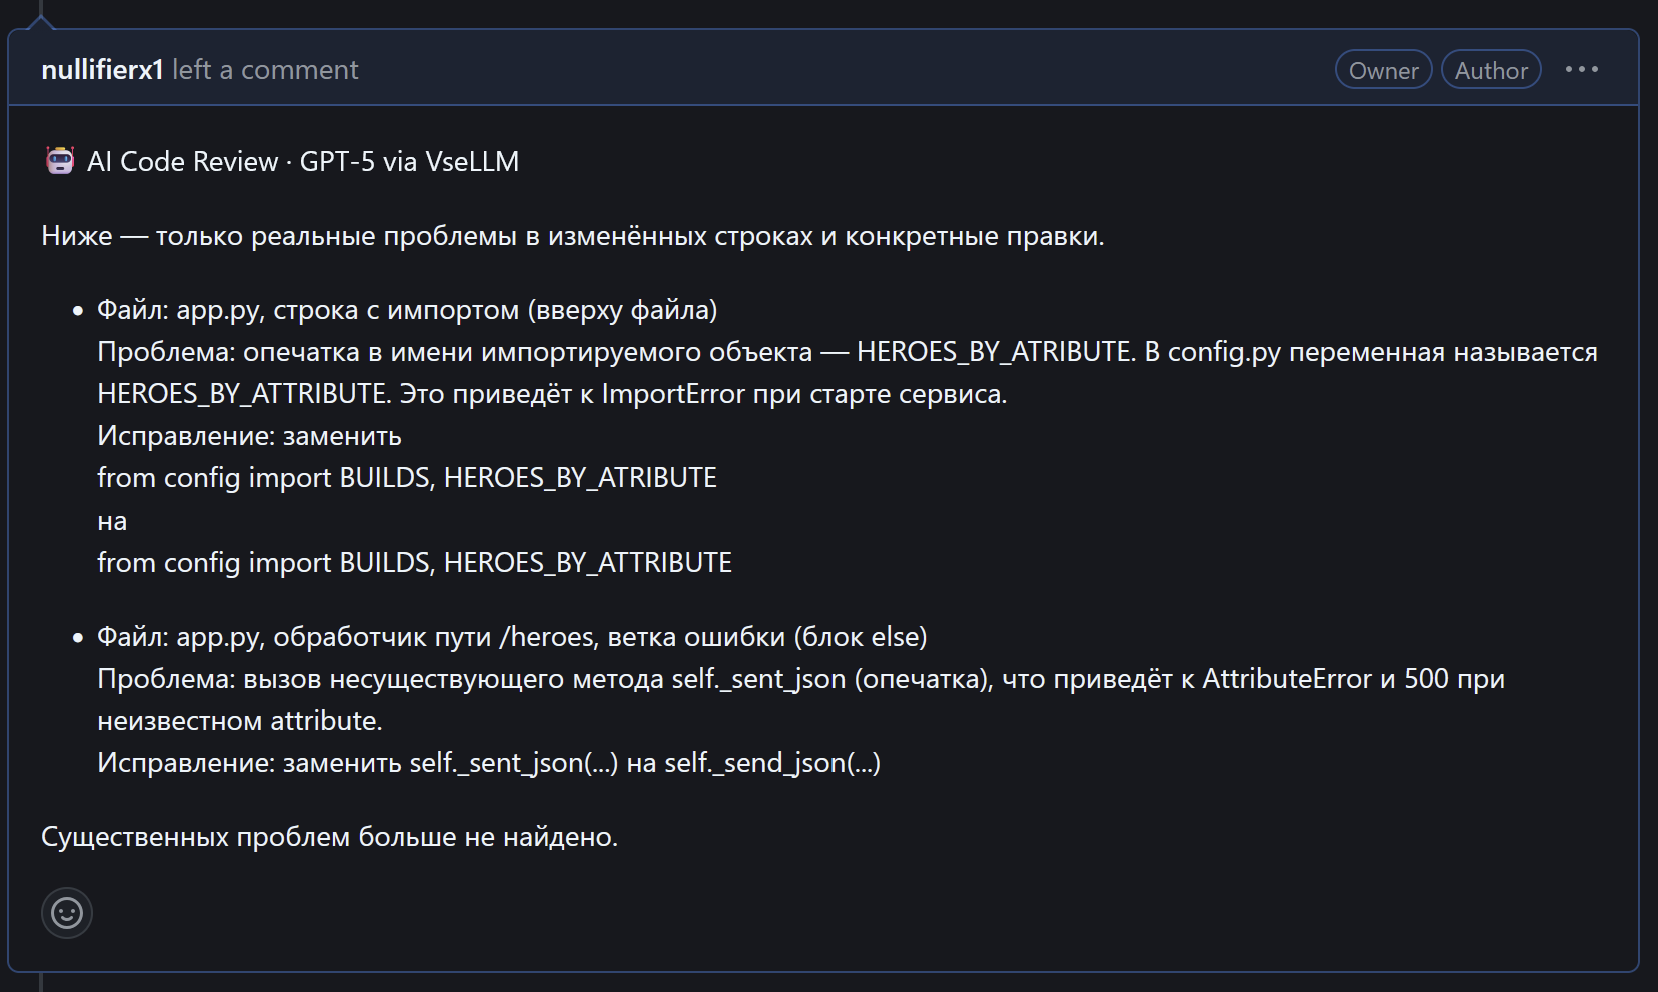 nullifierx1 left a comment
Owner
Author
AI Code Review · GPT-5 via VseLLM
Ниже — только реальные проблемы в изменённых строках и конкретные правки.
Файл: app.py, строка с импортом (вверху файла)
Проблема: опечатка в имени импортируемого объекта — HEROES_BY_ATRIBUTE. В config.py переменная называется
HEROES_BY_ATTRIBUTE. Это приведёт к ImportError при старте сервиса.
Исправление: заменить
from config import BUILDS, HEROES_BY_ATRIBUTE
на
from config import BUILDS, HEROES_BY_ATTRIBUTE
Файл: app.py, обработчик пути /heroes, ветка ошибки (блок else)
Проблема: вызов несуществующего метода self._sent_json (опечатка), что приведёт к AttributeError и 500 при
неизвестном attribute.
Исправление: заменить self._sent_json(...) на self._send_json(...)
Существенных проблем больше не найдено.